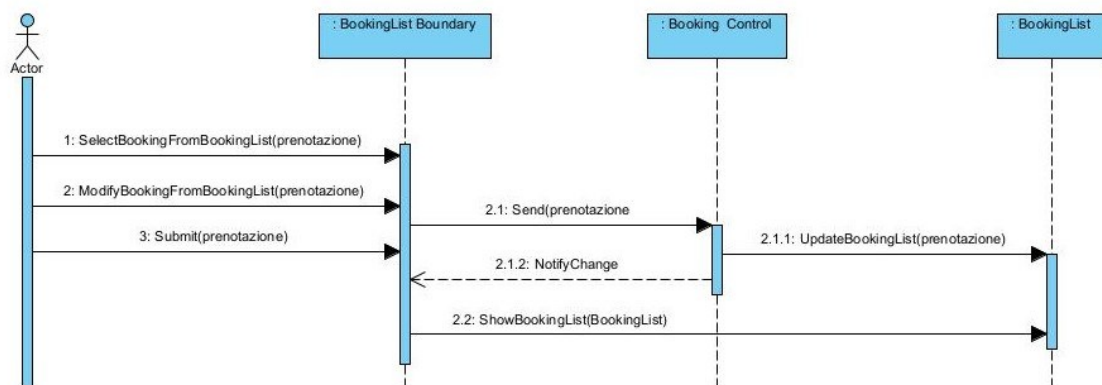 : BookingList Boundary
: Booking Control
: BookingList
Actor
1: SelectBookingFromBookingList(prenotazione)
2: ModifyBookingFromBookingList(prenotazione)
2.1: Send(prenotazione
3: Submit(prenotazione)
2.1.1: UpdateBookingList(prenotazione)
2.1.2: NotifyChange
2.2: ShowBookingList(BookingList)